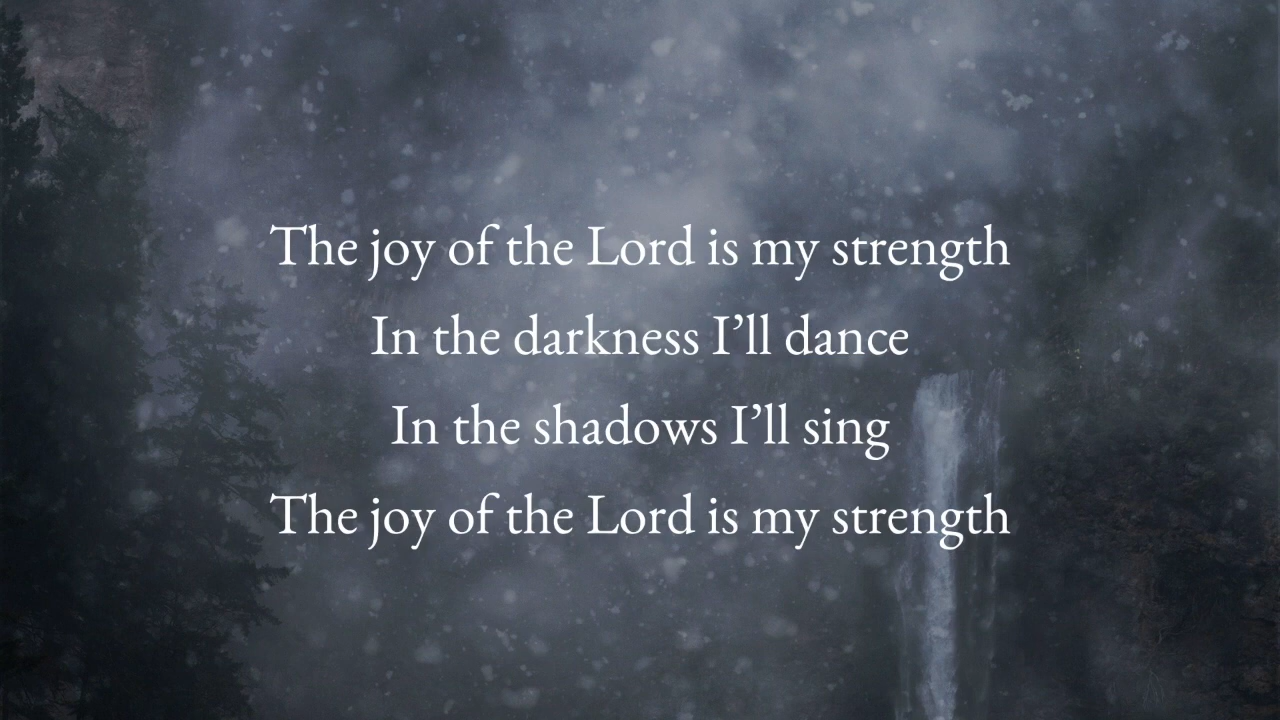 The joy of the Lord is my strength
In the darkness I’ll dance
In the shadows I’ll sing
The joy of the Lord is my strength